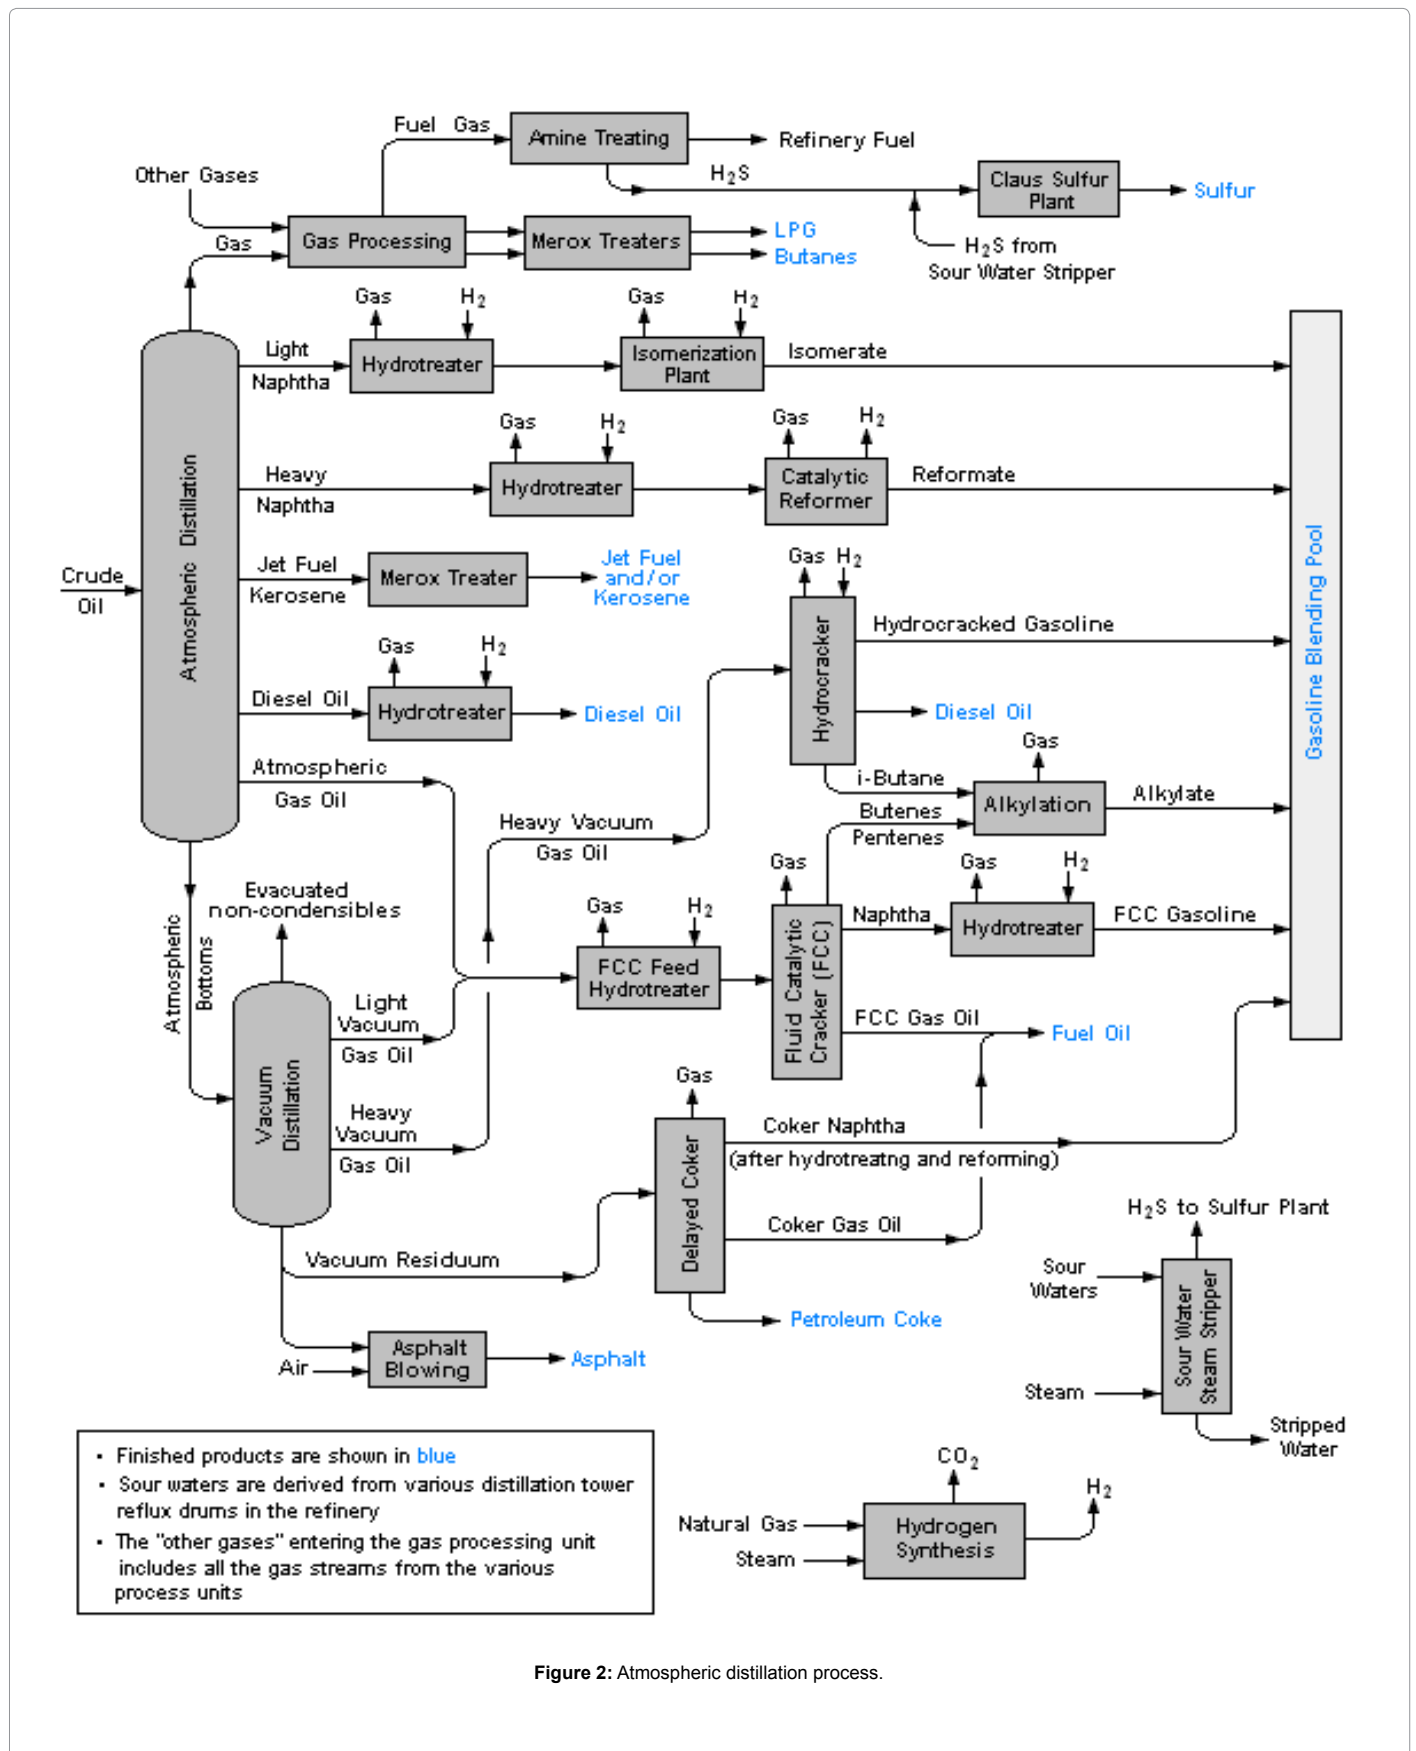 Fuel Gas
Amine Treating
Refinery Fuel
Other Gases
H2S
Claus Sulfur
Plant
Sulfur
Gas
Gas Processing
Merox Treaters
LPG
Butanes
H2S from
Sour Water Stripper
Gas
H2
Gas
H2
Light
Naphtha
Hydrotreater
Isomerization
Plant
Isomerate
Gas
H2
Gas
H2
Heavy
Naphtha
Hydrotreater
Catalytic
Reformer
Reformate
Atmospheric Distillation
Gasoline Blending Pool
Crude
Oil
Jet Fuel
Kerosene
Merox Treater
Jet Fuel
and/or
Kerosene
Gas
H2
Hydrocracker
Hydrocracked Gasoline
Diesel Oil
Gas
H2
Diesel Oil
Hydrotreater
Diesel Oil
Atmospheric
Gas Oil
Heavy Vacuum
Gas Oil
i-Butane
Butenes
Pentenes
Gas
Alkylation
Alkylate
Atmospheric
Bottoms
Evacuated
non-condensibles
Gas
H2
FCC Feed
Hydrotreater
Gas
Fluid Catalytic
Cracker (FCC)
Naphtha
Gas
H2
Hydrotreater
FCC Gasoline
FCC Gas Oil
Fuel Oil
Vacuum
Distillation
Light
Vacuum
Gas Oil
Heavy
Vacuum
Gas Oil
Gas
Delayed Coker
Coker Naphtha
(after hydrotreatng and reforming)
Coker Gas Oil
Vacuum Residuum
Petroleum Coke
Air
Asphalt
Blowing
Asphalt
H2S to Sulfur Plant
Sour
Waters
Sour Water
Steam Stripper
Steam
Stripped
Water
CO2
H2
Natural Gas
Steam
Hydrogen
Synthesis
• Finished products are shown in blue
• Sour waters are derived from various distillation tower
reflux drums in the refinery
• The "other gases" entering the gas processing unit
includes all the gas streams from the various
process units
Figure 2: Atmospheric distillation process.